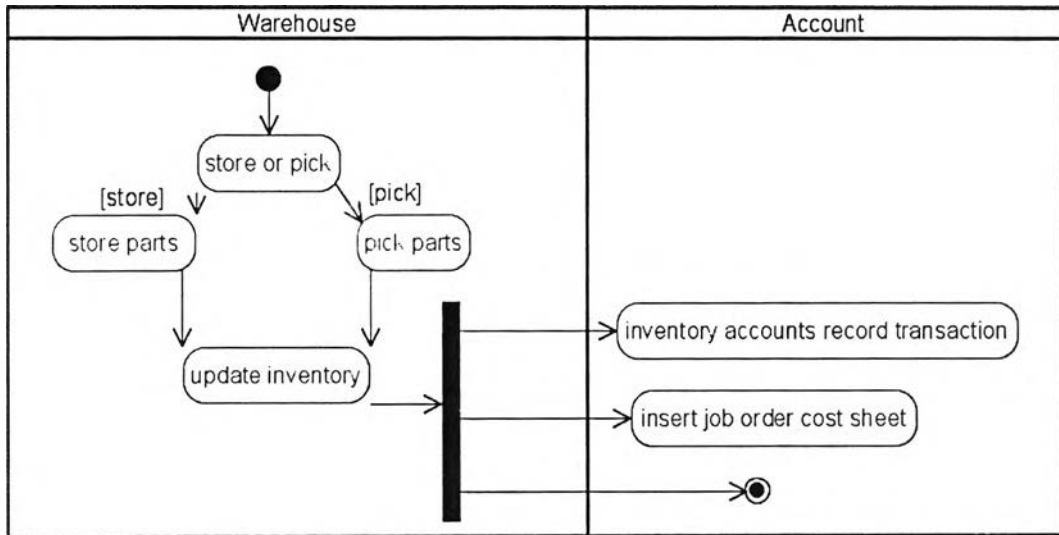 Warehouse
Account
store or pick
[store]
[pick]
store parts
pick parts
inventory accounts record transaction
update inventory
insert job order cost sheet